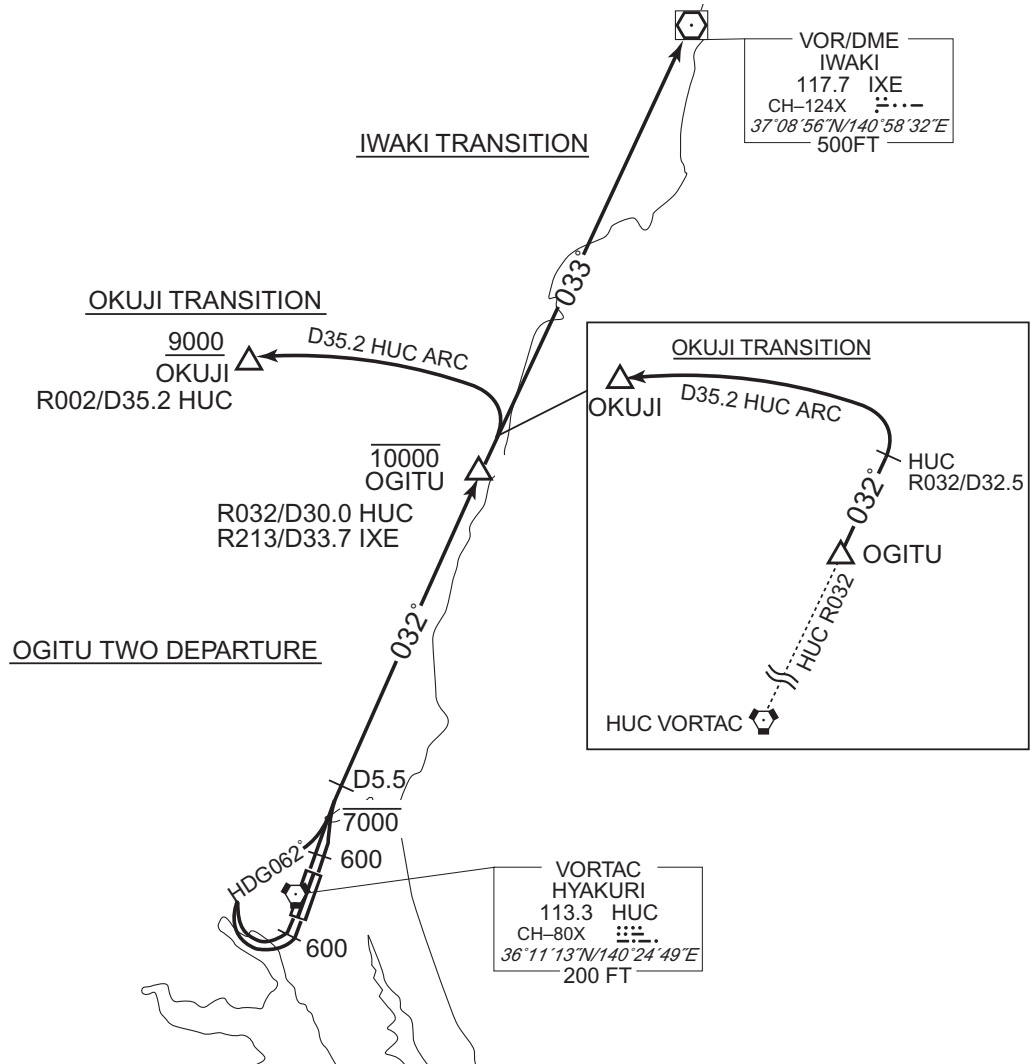 VOR/DME
IWAKI
117.7 IXE
CH–124X
37°08′56″N/140°58′32″E
500FT
IWAKI TRANSITION
033°
OKUJI TRANSITION
9000
OKUJI
R002/D35.2 HUC
D35.2 HUC ARC
10000
OGITU
R032/D30.0 HUC
R213/D33.7 IXE
OKUJI TRANSITION
OKUJI
D35.2 HUC ARC
HUC
R032/D32.5
032°
OGITU
HUC R032
HUC VORTAC
032°
OGITU TWO DEPARTURE
D5.5
7000
600
HDG062°
600
VORTAC
HYAKURI
113.3 HUC
CH–80X
36°11′13″N/140°24′49″E
200 FT